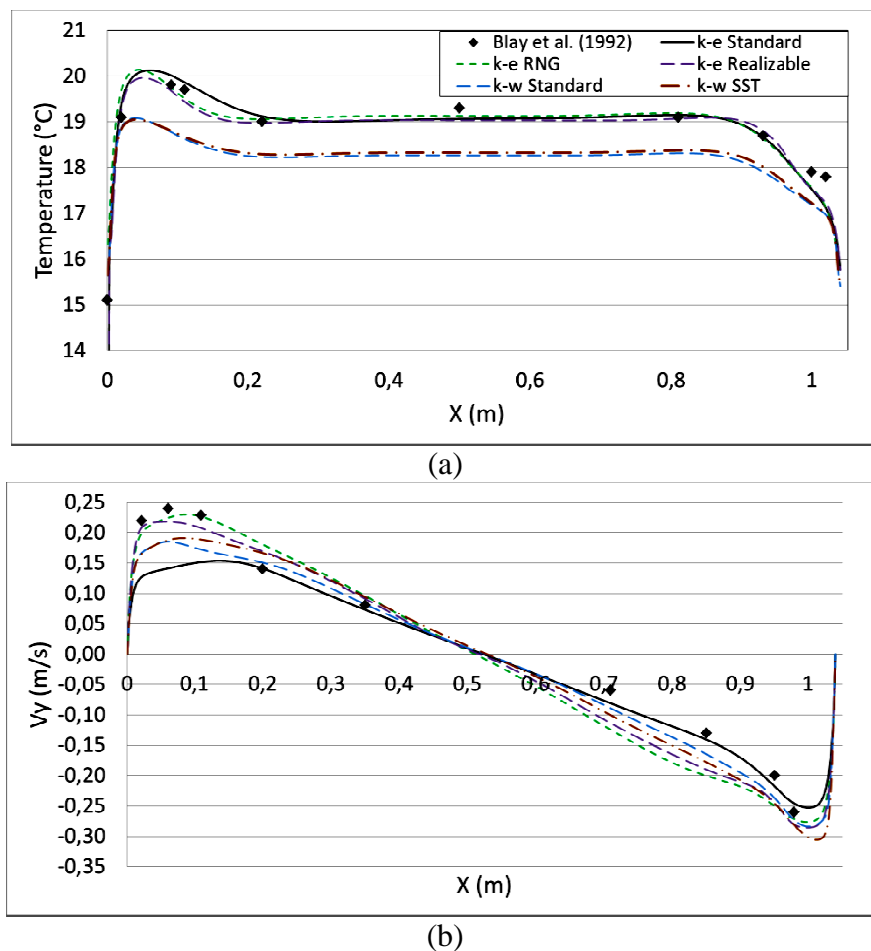 21
20
19
18
17
16
15
14
Temperature (°C)
Blay et al. (1992)
k-e Standard
k-e RNG
k-e Realizable
k-w Standard
k-w SST
0 0,2 0,4 0,6 0,8 1
X (m)
(a)
0,25
0,20
0,15
0,10
0,05
0,00
-0,05
-0,10
-0,15
-0,20
-0,25
-0,30
-0,35
Vy (m/s)
0 0,1 0,2 0,3 0,4 0,5 0,6 0,7 0,8 0,9 1
X (m)
(b)